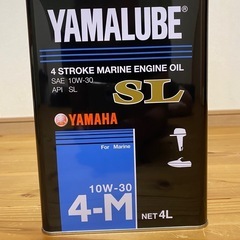 YAMALUBE
4 STROKE MARINE ENGINE OIL
SAE 10W-30
API SL
SL
YAMAHA
For Marine
10W-30
4-M
NET 4L